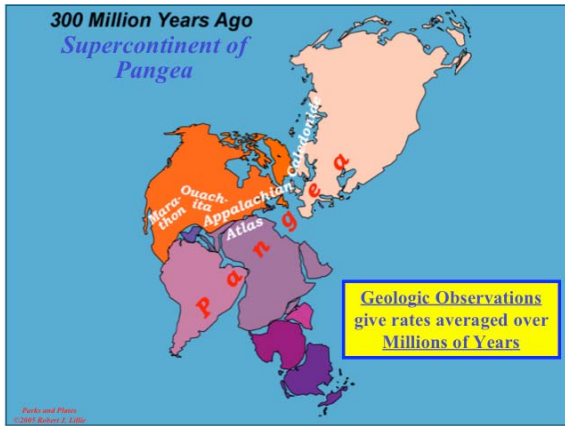 300 Million Years Ago
Supercontinent of
Pangea
Caledonide
Mara-
thon
Ouach-
ita
Appalachian
Atlas
Pangea
Geologic Observations
give rates averaged over
Millions of Years
Parks and Plates
©2005 Robert J. Lillie